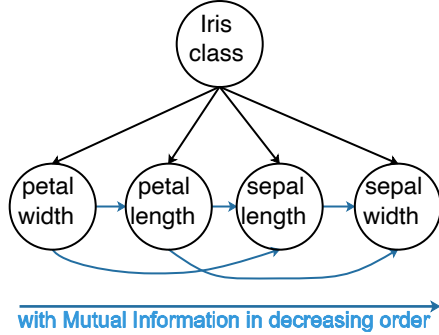 Iris
class
petal
width
petal
length
sepal
length
sepal
width
with Mutual Information in decreasing order